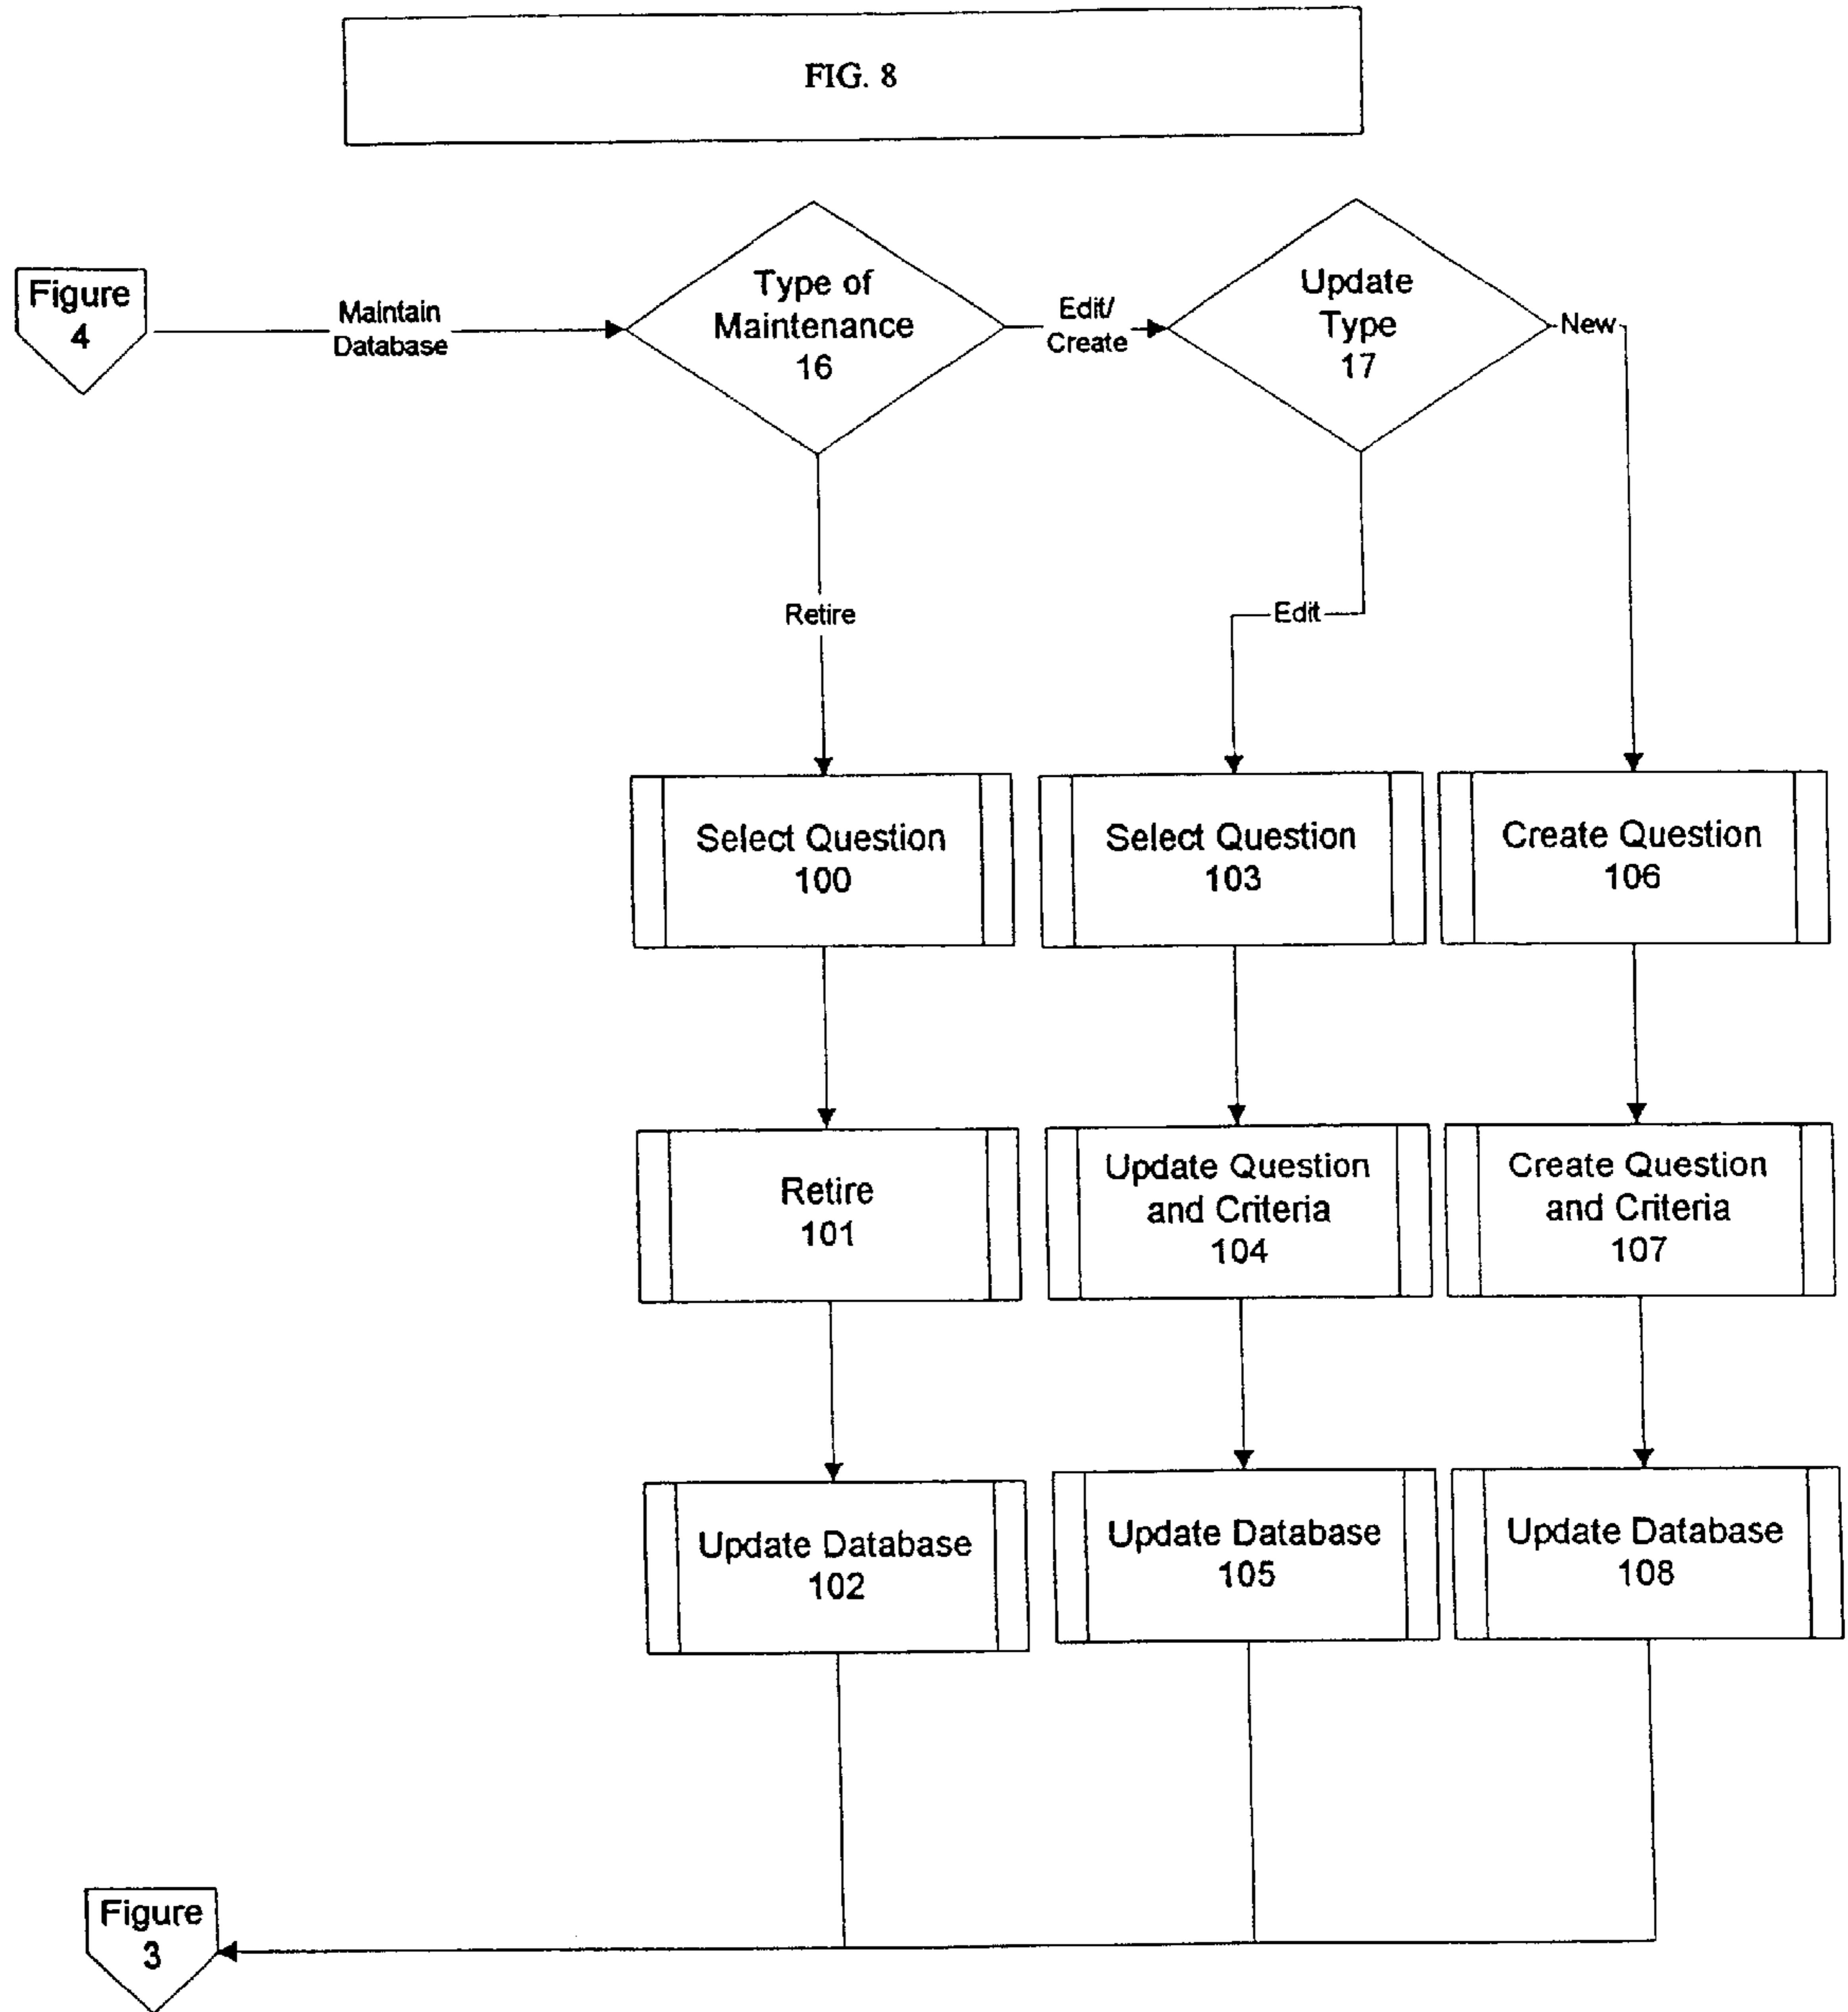 FIG. 8
Figure
4
Maintain
Database
Type of
Maintenance
16
Edit/
Create
Update
Type
17
New
Retire
Edit
Select Question
100
Select Question
103
Create Question
106
Retire
101
Update Question
and Criteria
104
Create Question
and Criteria
107
Update Database
102
Update Database
105
Update Database
108
Figure
3